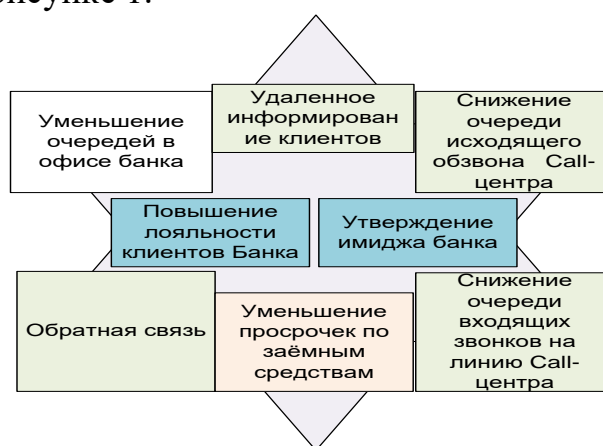 рисунке 1.
Уменьшение
очередей в
офисе банка
Удаленное
информирован
ие клиентов
Снижение
очереди
исходящего
обзвона Call-
центра
Повышение
лояльности
клиентов Банка
Утверждение
имиджа банка
Обратная связь
Уменьшение
просрочек по
заёмным
средствам
Снижение
очереди
входящих
звонков на
линию Call-
центра